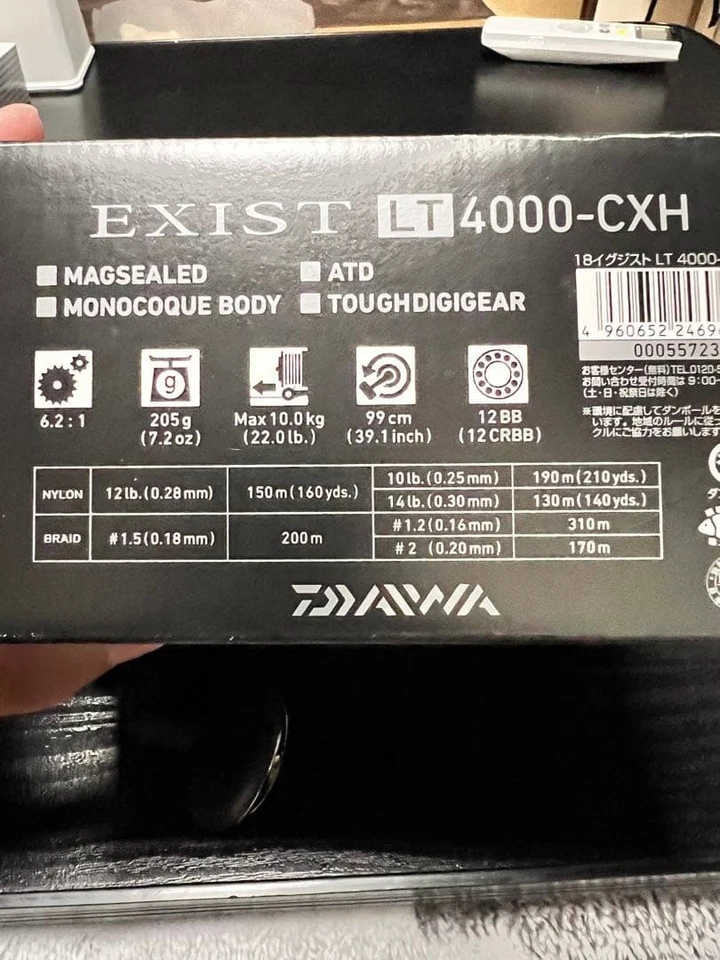 EXIST LT 4000-CXH
MAGSEALED
ATD
MONOCOQUE BODY
TOUGHDIGIGEAR
18イグジスト LT 4000-
4 960652 2469
00055723
お客様センター(無料)TEL.0120-5
お問い合わせ受付時間は 9:00-
(土・日・祝祭日は除く)
※環境に配慮してダンボールを
います。地域のルールに従っ
クルにご協力をお願いします
g
6.2:1
205g
(7.2oz)
Max10.0kg
(22.0lb.)
99cm
(39.1inch)
12BB
(12CRBB)
NYLON 12lb.(0.28mm) 150m(160yds.) 10lb.(0.25mm) 190m(210yds.)
14lb.(0.30mm) 130m(140yds.)
BRAID #1.5(0.18mm) 200m #1.2(0.16mm) 310m
#2 (0.20mm) 170m
DAIWA